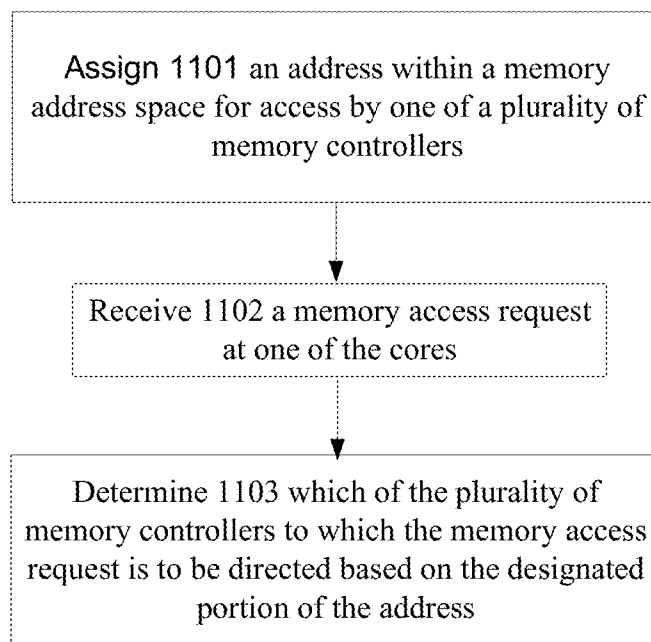 Assign 1101 an address within a memory
address space for access by one of a plurality of
memory controllers
Receive 1102 a memory access request
at one of the cores
Determine 1103 which of the plurality of
memory controllers to which the memory access
request is to be directed based on the designated
portion of the address